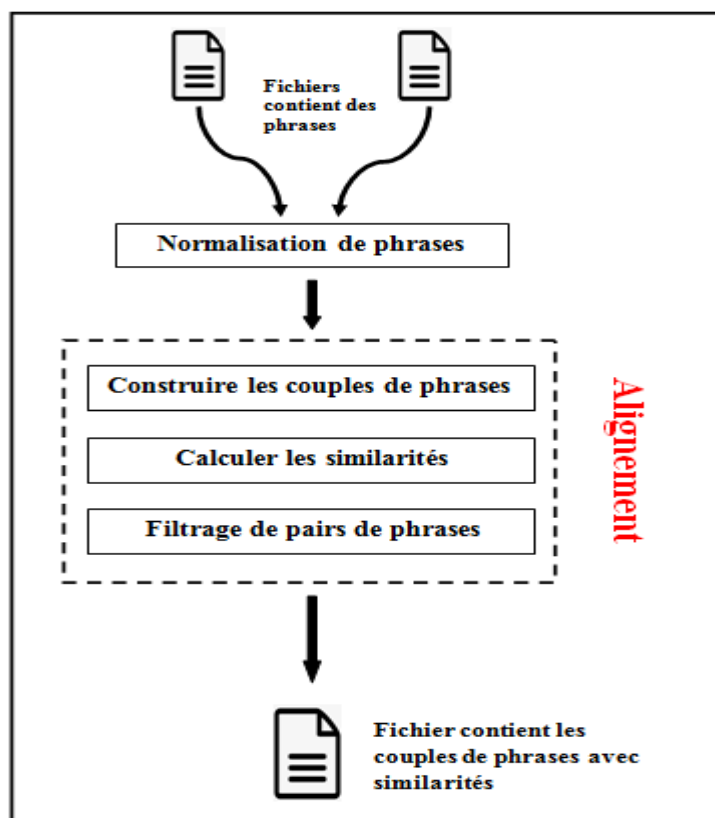 Fichiers
contient des
phrases
Normalisation de phrases
Construire les couples de phrases
Calculer les similarités
Filtrage de pairs de phrases
Alignement
Fichier contient les
couples de phrases avec
similarités